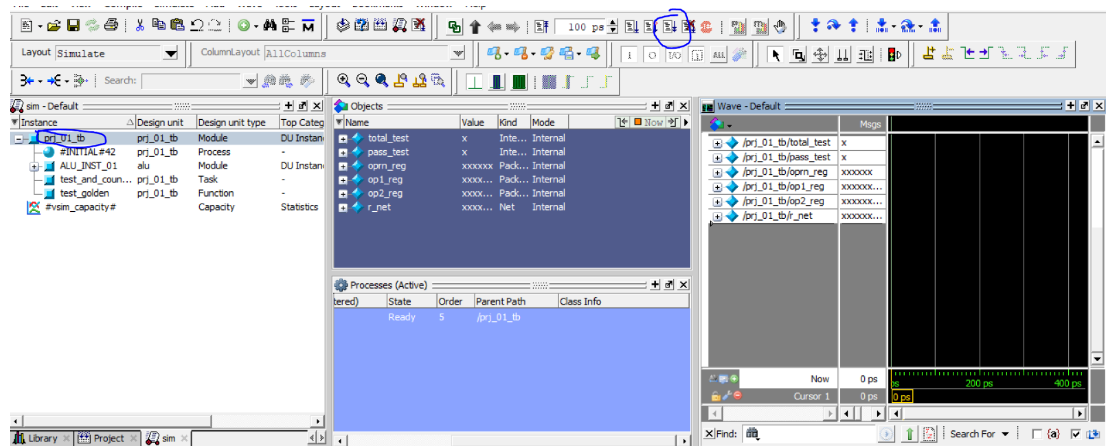 100 ps
Layout Simulate
ColumnLayout AllColumns
Search:
sim - Default
Instance Design unit Design unit type Top Categ
prj_01_tb prj_01_tb Module DU Instan
#INITIAL#42 prj_01_tb Process -
ALU_INST_01 alu Module DU Instan
test_and_coun... prj_01_tb Task -
test_golden prj_01_tb Function -
#vsim_capacity# Capacity Statistics
Library Project sim
Objects
Name Value Kind Mode Now
total_test x Inte... Internal
pass_test x Inte... Internal
oprn_reg xxxxxx Pack... Internal
op1_reg xxxx... Pack... Internal
op2_reg xxxx... Pack... Internal
r_net xxxx... Net Internal
Processes (Active)
tered) State Order Parent Path Class Info
Ready 5 /prj_01_tb
Wave - Default
Msgs
/prj_01_tb/total_test x
/prj_01_tb/pass_test x
/prj_01_tb/oprn_reg xxxxxx
/prj_01_tb/op1_reg xxxxxx...
/prj_01_tb/op2_reg xxxxxx...
/prj_01_tb/r_net xxxxxx...
Now 0 ps ps 200 ps 400 ps
Cursor 1 0 ps 0 ps
Find: Search For (a)